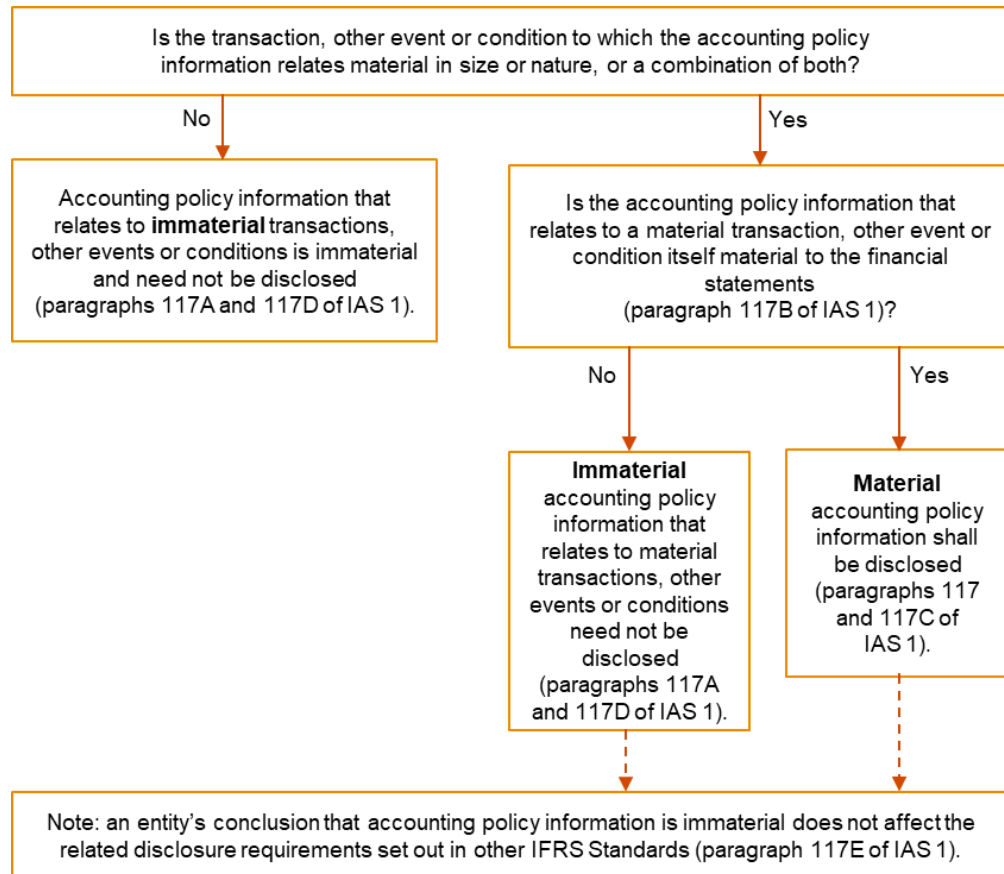 Is the transaction, other event or condition to which the accounting policy
information relates material in size or nature, or a combination of both?
No
Yes
Accounting policy information that
relates to immaterial transactions,
other events or conditions is immaterial
and need not be disclosed
(paragraphs 117A and 117D of IAS 1).
Is the accounting policy information that
relates to a material transaction, other event or
condition itself material to the financial
statements
(paragraph 117B of IAS 1)?
No
Yes
Immaterial
accounting policy
information that
relates to material
transactions, other
events or conditions
need not be
disclosed
(paragraphs 117A
and 117D of IAS 1).
Material
accounting policy
information shall
be disclosed
(paragraphs 117
and 117C of
IAS 1).
Note: an entity’s conclusion that accounting policy information is immaterial does not affect the
related disclosure requirements set out in other IFRS Standards (paragraph 117E of IAS 1).